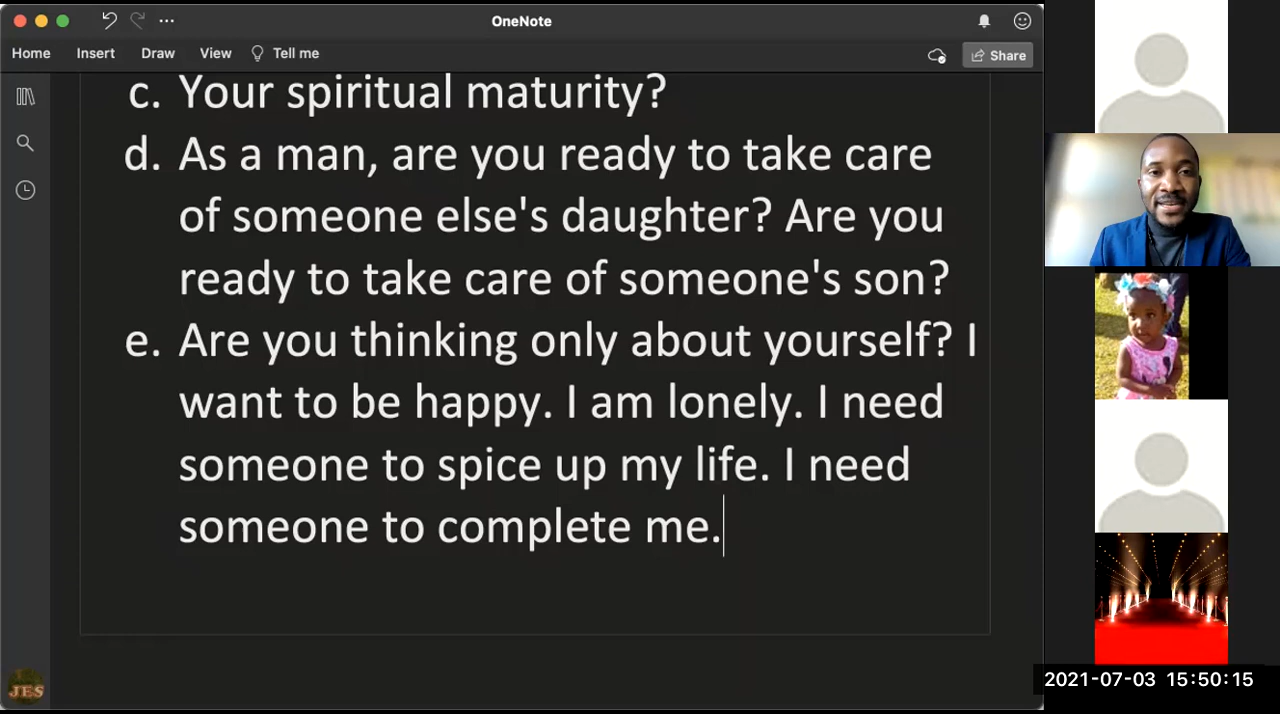 OneNote
Home Insert Draw View Tell me Share
c. Your spiritual maturity?
d. As a man, are you ready to take care
of someone else's daughter? Are you
ready to take care of someone's son?
e. Are you thinking only about yourself? I
want to be happy. I am lonely. I need
someone to spice up my life. I need
someone to complete me.
JES
2021-07-03 15:50:15